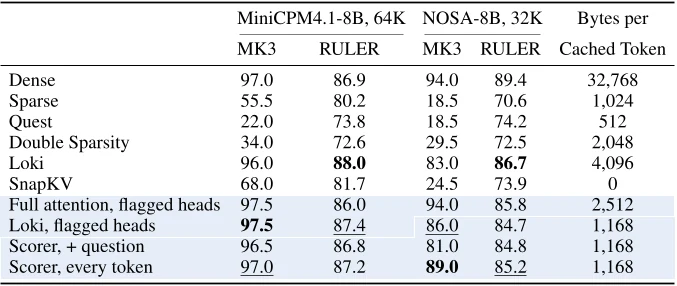 MiniCPM4.1-8B, 64K NOSA-8B, 32K Bytes per
MK3 RULER MK3 RULER Cached Token
Dense 97.0 86.9 94.0 89.4 32,768
Sparse 55.5 80.2 18.5 70.6 1,024
Quest 22.0 73.8 18.5 74.2 512
Double Sparsity 34.0 72.6 29.5 72.5 2,048
Loki 96.0 88.0 83.0 86.7 4,096
SnapKV 68.0 81.7 24.5 73.9 0
Full attention, flagged heads 97.5 86.0 94.0 85.8 2,512
Loki, flagged heads 97.5 87.4 86.0 84.7 1,168
Scorer, + question 96.5 86.8 81.0 84.8 1,168
Scorer, every token 97.0 87.2 89.0 85.2 1,168